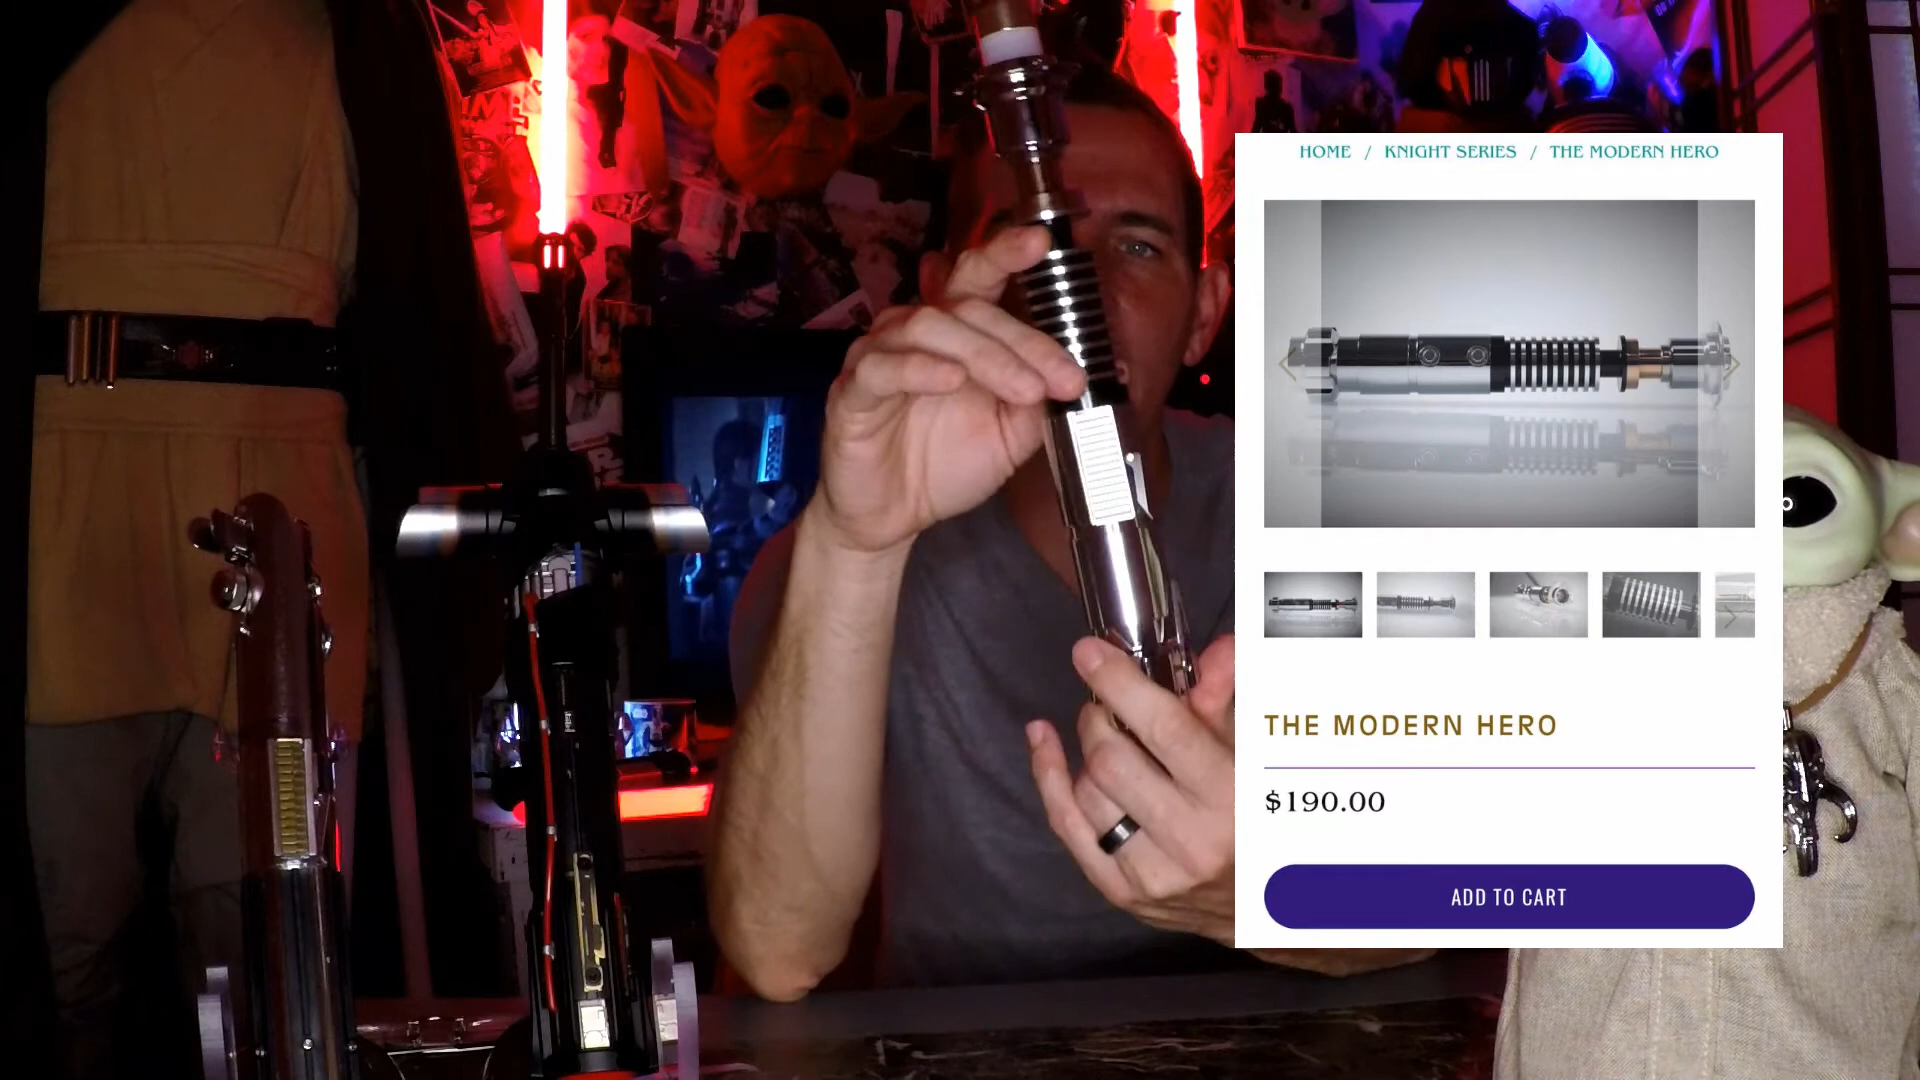 HOME / KNIGHT SERIES / THE MODERN HERO
THE MODERN HERO
$190.00
ADD TO CART